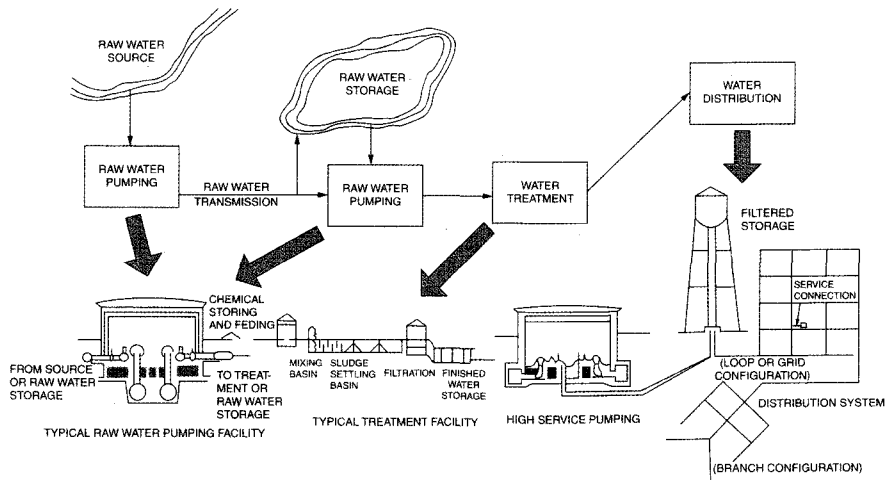 RAW WATER
SOURCE
RAW WATER
STORAGE
WATER
DISTRIBUTION
RAW WATER
PUMPING
RAW WATER
TRANSMISSION
RAW WATER
PUMPING
WATER
TREATMENT
FILTERED
STORAGE
SERVICE
CONNECTION
CHEMICAL
STORING
AND FEDING
FROM SOURCE
OR RAW WATER
STORAGE
TO TREAT-
MENT OR
RAW WATER
STORAGE
MIXING
BASIN
SLUDGE
SETTLING
BASIN
FILTRATION
FINISHED
WATER
STORAGE
(LOOP OR GRID
CONFIGURATION)
TYPICAL RAW WATER PUMPING FACILITY
TYPICAL TREATMENT FACILITY
HIGH SERVICE PUMPING
DISTRIBUTION SYSTEM
(BRANCH CONFIGURATION)